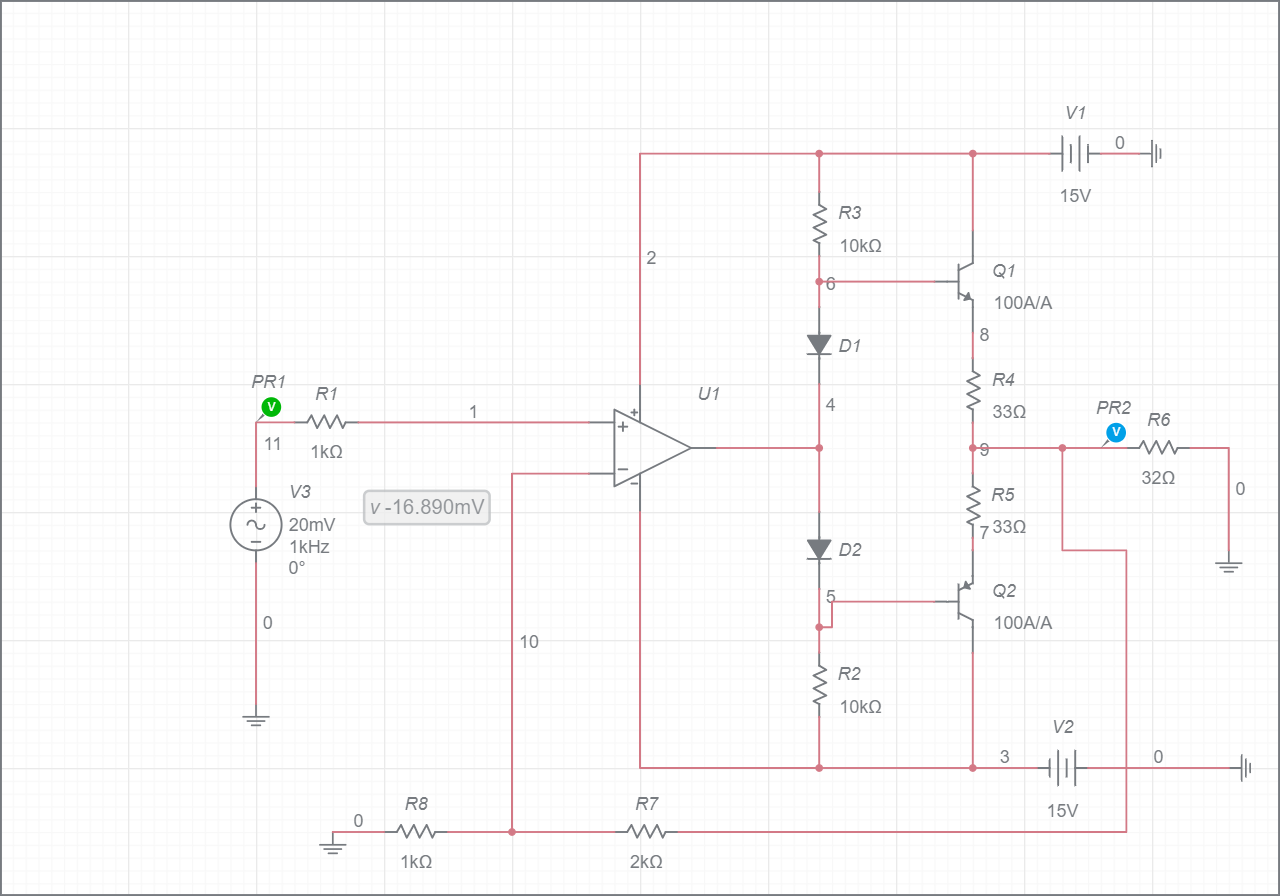 V1
0
15V
R3
10kΩ
2
6
Q1
100A/A
8
D1
PR1
V
R1
1
U1
R4
33Ω
4
PR2
V
R6
11
1kΩ
9
32Ω
V3
20mV
1kHz
0°
v -16.890mV
R5
33Ω
7
0
D2
5
Q2
100A/A
0
10
R2
10kΩ
V2
3
0
15V
R8
R7
0
1kΩ
2kΩ